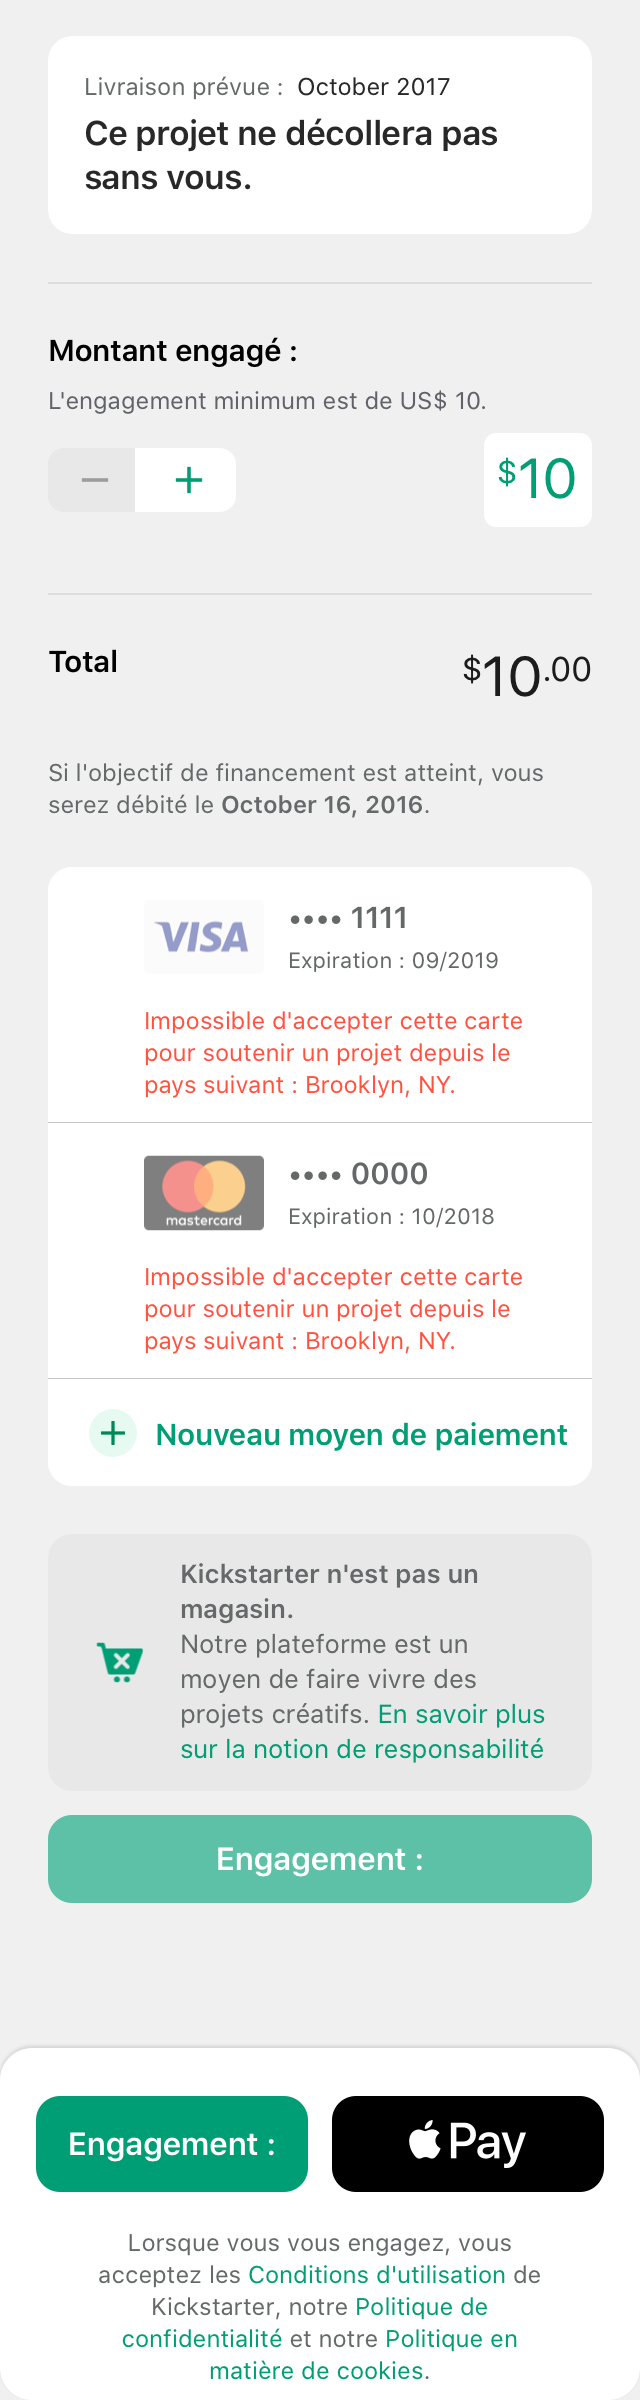 Livraison prévue : October 2017
Ce projet ne décollera pas
sans vous.
Montant engagé :
L'engagement minimum est de US$ 10.
− +
$10
Total
$10.00
Si l'objectif de financement est atteint, vous
serez débité le October 16, 2016.
VISA
•••• 1111
Expiration : 09/2019
Impossible d'accepter cette carte
pour soutenir un projet depuis le
pays suivant : Brooklyn, NY.
mastercard
•••• 0000
Expiration : 10/2018
Impossible d'accepter cette carte
pour soutenir un projet depuis le
pays suivant : Brooklyn, NY.
+ Nouveau moyen de paiement
Kickstarter n'est pas un
magasin.
Notre plateforme est un
moyen de faire vivre des
projets créatifs. En savoir plus
sur la notion de responsabilité
Engagement :
Engagement :
Pay
Lorsque vous vous engagez, vous
acceptez les Conditions d'utilisation de
Kickstarter, notre Politique de
confidentialité et notre Politique en
matière de cookies.